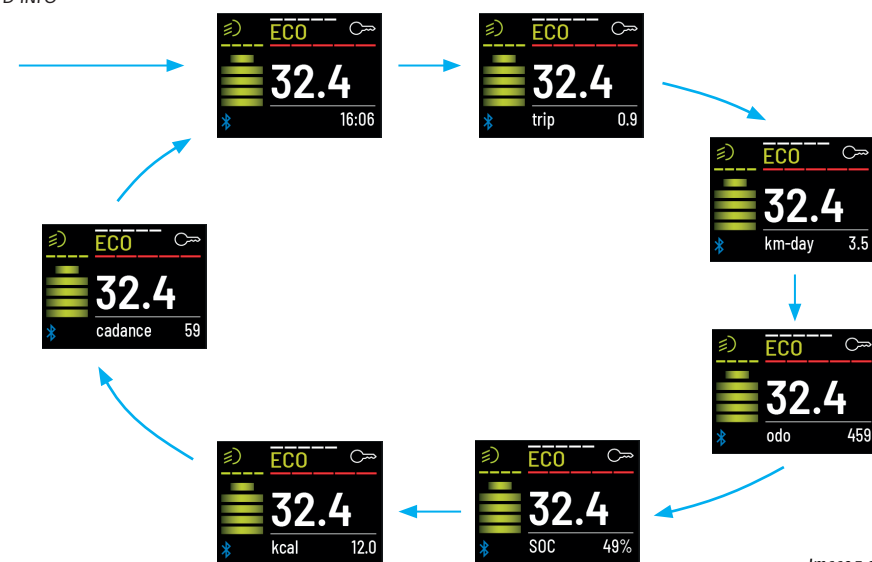 D INFO
ECO
32.4
16:06
ECO
32.4
trip 0.9
ECO
32.4
km-day 3.5
ECO
32.4
odo 459
ECO
32.4
SOC 49%
ECO
32.4
kcal 12.0
ECO
32.4
cadance 59